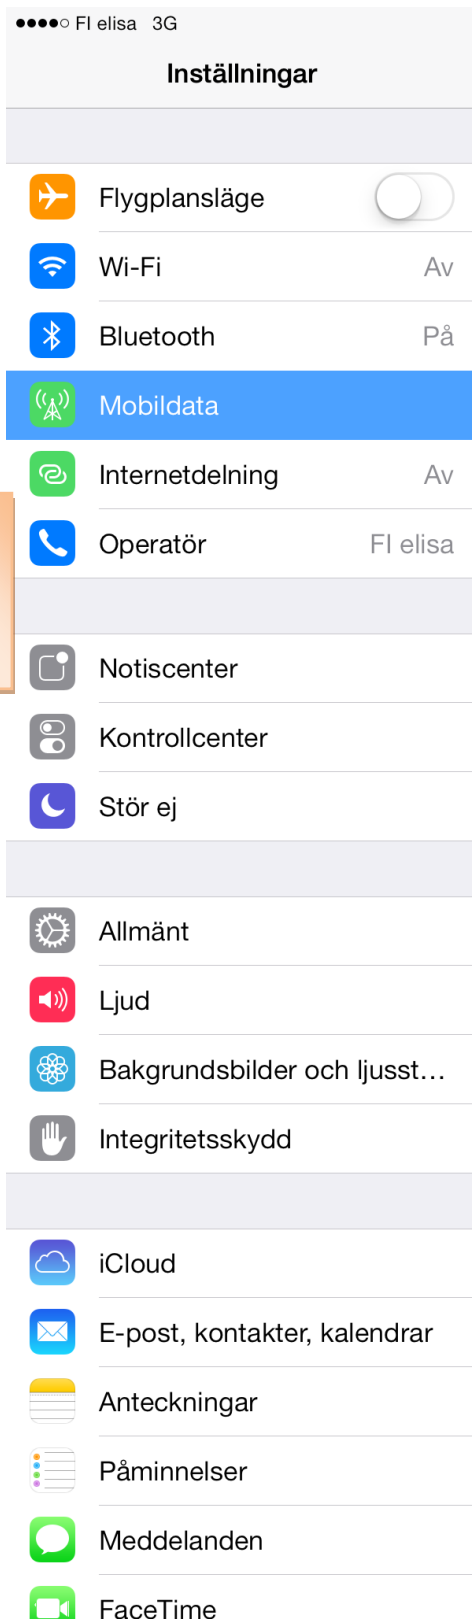 FI elisa 3G
Inställningar
Flygplansläge
Wi-Fi Av
Bluetooth På
Mobildata
Internetdelning Av
Operatör FI elisa
Notiscenter
Kontrollcenter
Stör ej
Allmänt
Ljud
Bakgrundsbilder och ljusst...
Integritetsskydd
iCloud
E-post, kontakter, kalendrar
Anteckningar
Påminnelser
Meddelanden
FaceTime